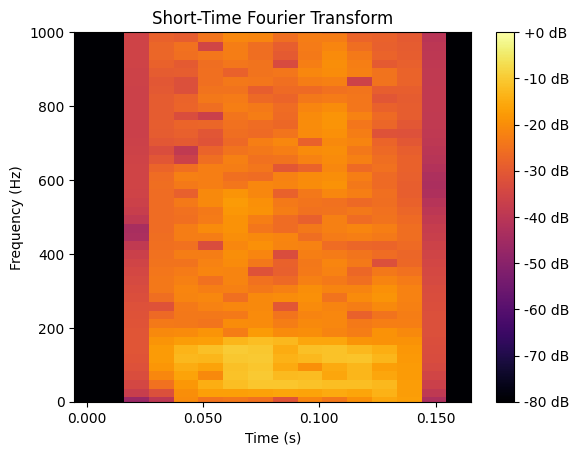 Short-Time Fourier Transform
1000
800
600
400
200
0
Frequency (Hz)
0.000
0.050
0.100
0.150
Time (s)
+0 dB
-10 dB
-20 dB
-30 dB
-40 dB
-50 dB
-60 dB
-70 dB
-80 dB